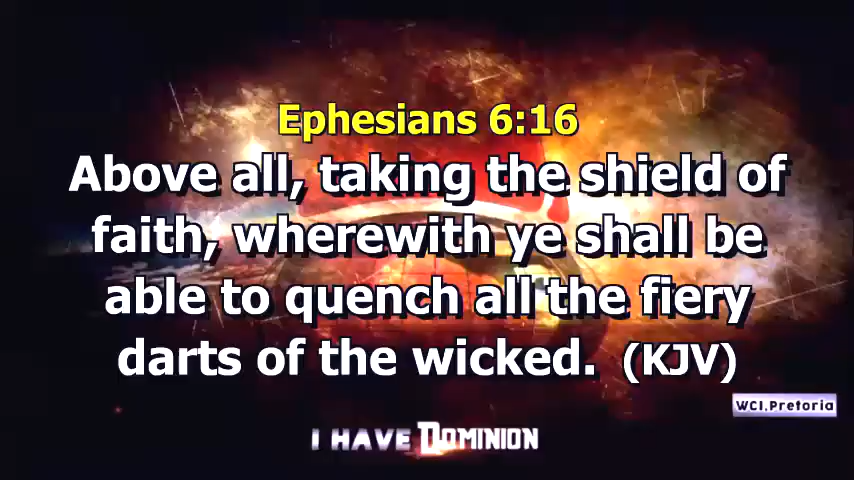 Ephesians 6:16
Above all, taking the shield of
faith, wherewith ye shall be
able to quench all the fiery
darts of the wicked. (KJV)
WCI.Pretoria
I HAVE DOMINION